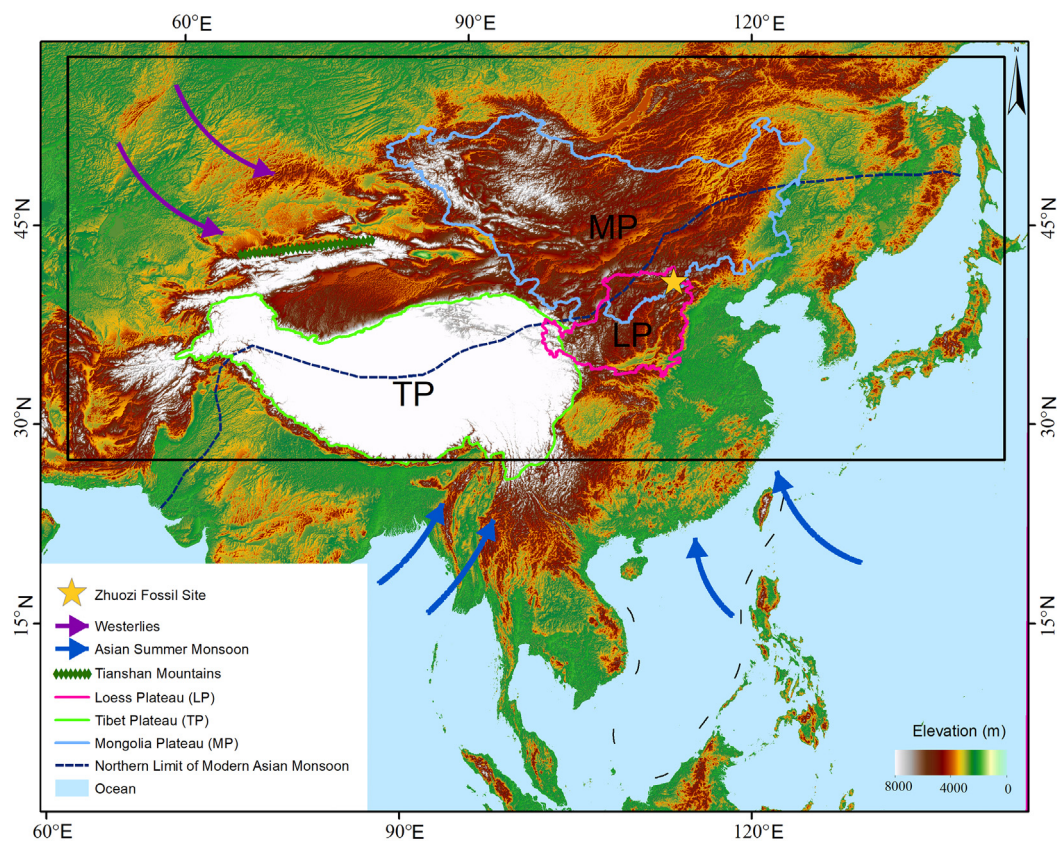 60°E
90°E
120°E
N
45°N
45°N
MP
LP
TP
30°N
30°N
15°N
15°N
Zhuozi Fossil Site
Westerlies
Asian Summer Monsoon
Tianshan Mountains
Loess Plateau (LP)
Tibet Plateau (TP)
Mongolia Plateau (MP)
Northern Limit of Modern Asian Monsoon
Ocean
Elevation (m)
8000
4000
0
60°E
90°E
120°E